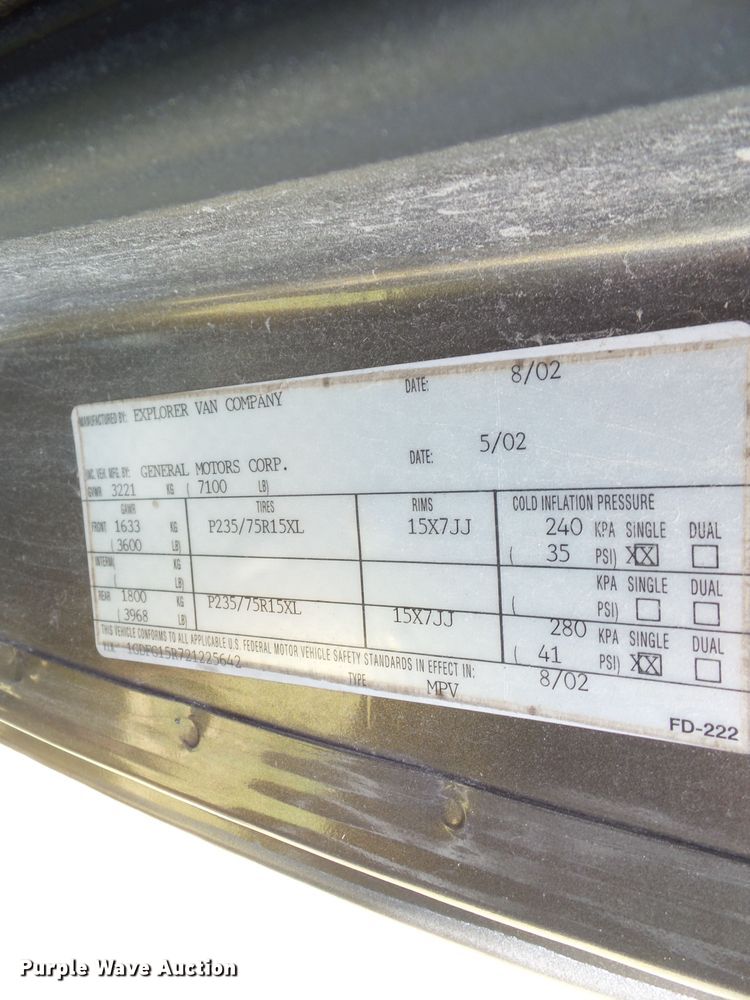 MANUFACTURED BY: EXPLORER VAN COMPANY DATE: 8/02
INC. VEH. MFG. BY: GENERAL MOTORS CORP. DATE: 5/02
GVWR 3221 KG ( 7100 LB)
GAWR TIRES RIMS COLD INFLATION PRESSURE
FRONT 1633 KG P235/75R15XL 15X7JJ 240 KPA SINGLE DUAL
( 3600 LB) ( 35 PSI) XX
INTERM( KG KPA SINGLE DUAL
( LB) ( PSI)
REAR 1800 KG P235/75R15XL 15X7JJ 280 KPA SINGLE DUAL
( 3968 LB) ( 41 PSI) XX
THIS VEHICLE CONFORMS TO ALL APPLICABLE U.S. FEDERAL MOTOR VEHICLE SAFETY STANDARDS IN EFFECT IN: 8/02
1GDFG15R721225642 TYPE MPV
FD-222
Purple Wave Auction